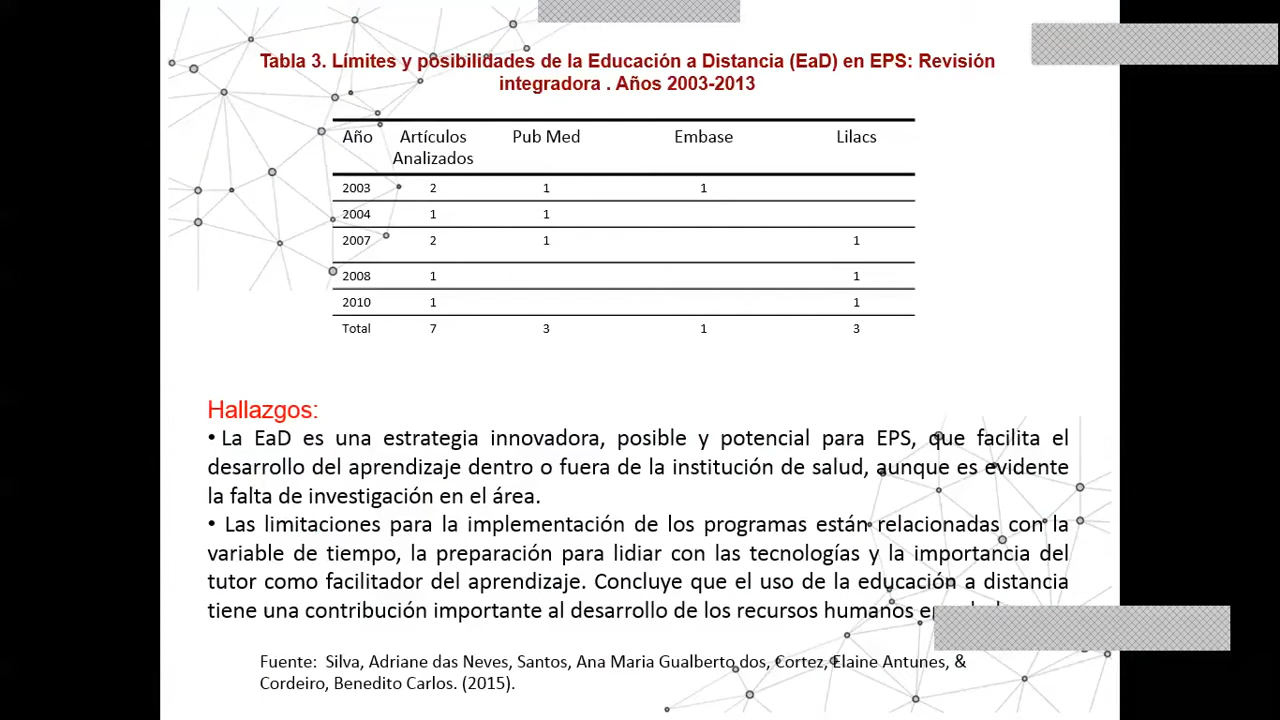 Tabla 3. Límites y posibilidades de la Educación a Distancia (EaD) en EPS: Revisión
integradora . Años 2003-2013
Año Artículos Analizados Pub Med Embase Lilacs
2003 2 1 1
2004 1 1
2007 2 1 1
2008 1 1
2010 1 1
Total 7 3 1 3
Hallazgos:
• La EaD es una estrategia innovadora, posible y potencial para EPS, que facilita el
desarrollo del aprendizaje dentro o fuera de la institución de salud, aunque es evidente
la falta de investigación en el área.
• Las limitaciones para la implementación de los programas están relacionadas con la
variable de tiempo, la preparación para lidiar con las tecnologías y la importancia del
tutor como facilitador del aprendizaje. Concluye que el uso de la educación a distancia
tiene una contribución importante al desarrollo de los recursos humanos
Fuente: Silva, Adriane das Neves, Santos, Ana Maria Gualberto dos, Cortez, Elaine Antunes, &
Cordeiro, Benedito Carlos. (2015).